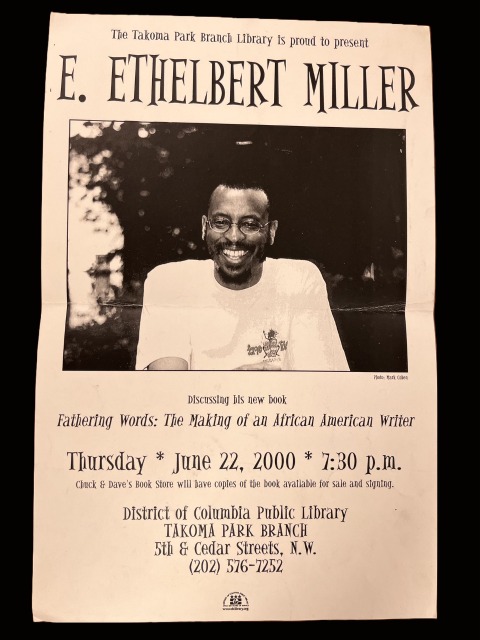 The Takoma Park Branch Library is proud to present
E. ETHELBERT MILLER
Photo: Mark Cohen
Discussing his new book
Fathering Words: The Making of an African American Writer
Thursday * June 22, 2000 * 7:30 p.m.
Chuck & Dave's Book Store will have copies of the book available for sale and signing.
District of Columbia Public Library
TAKOMA PARK BRANCH
5th & Cedar Streets, N.W.
(202) 576-7252
www.dclibrary.org